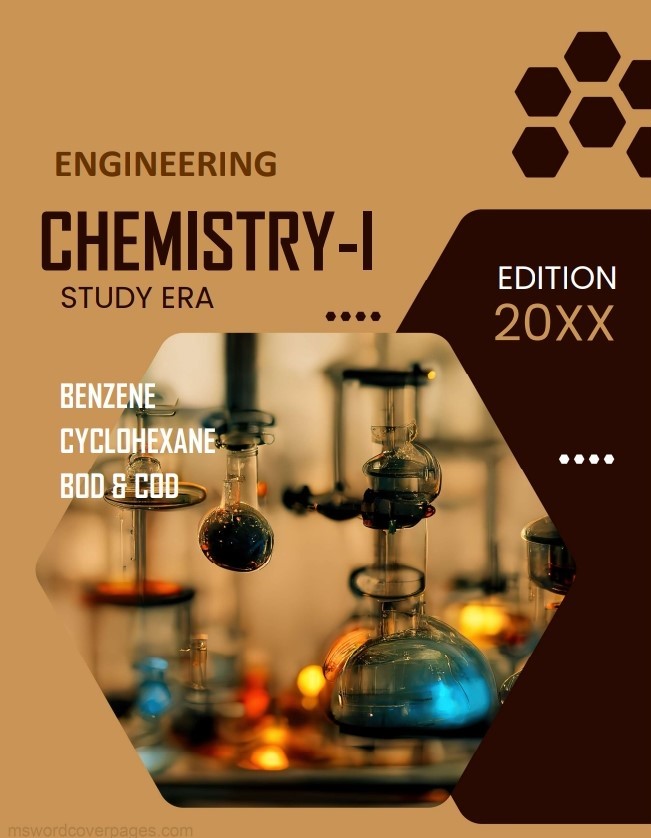 ENGINEERING
CHEMISTRY-I
STUDY ERA
EDITION
20XX
BENZENE
CYCLOHEXANE
BOD & COD
mswordcoverpages.com